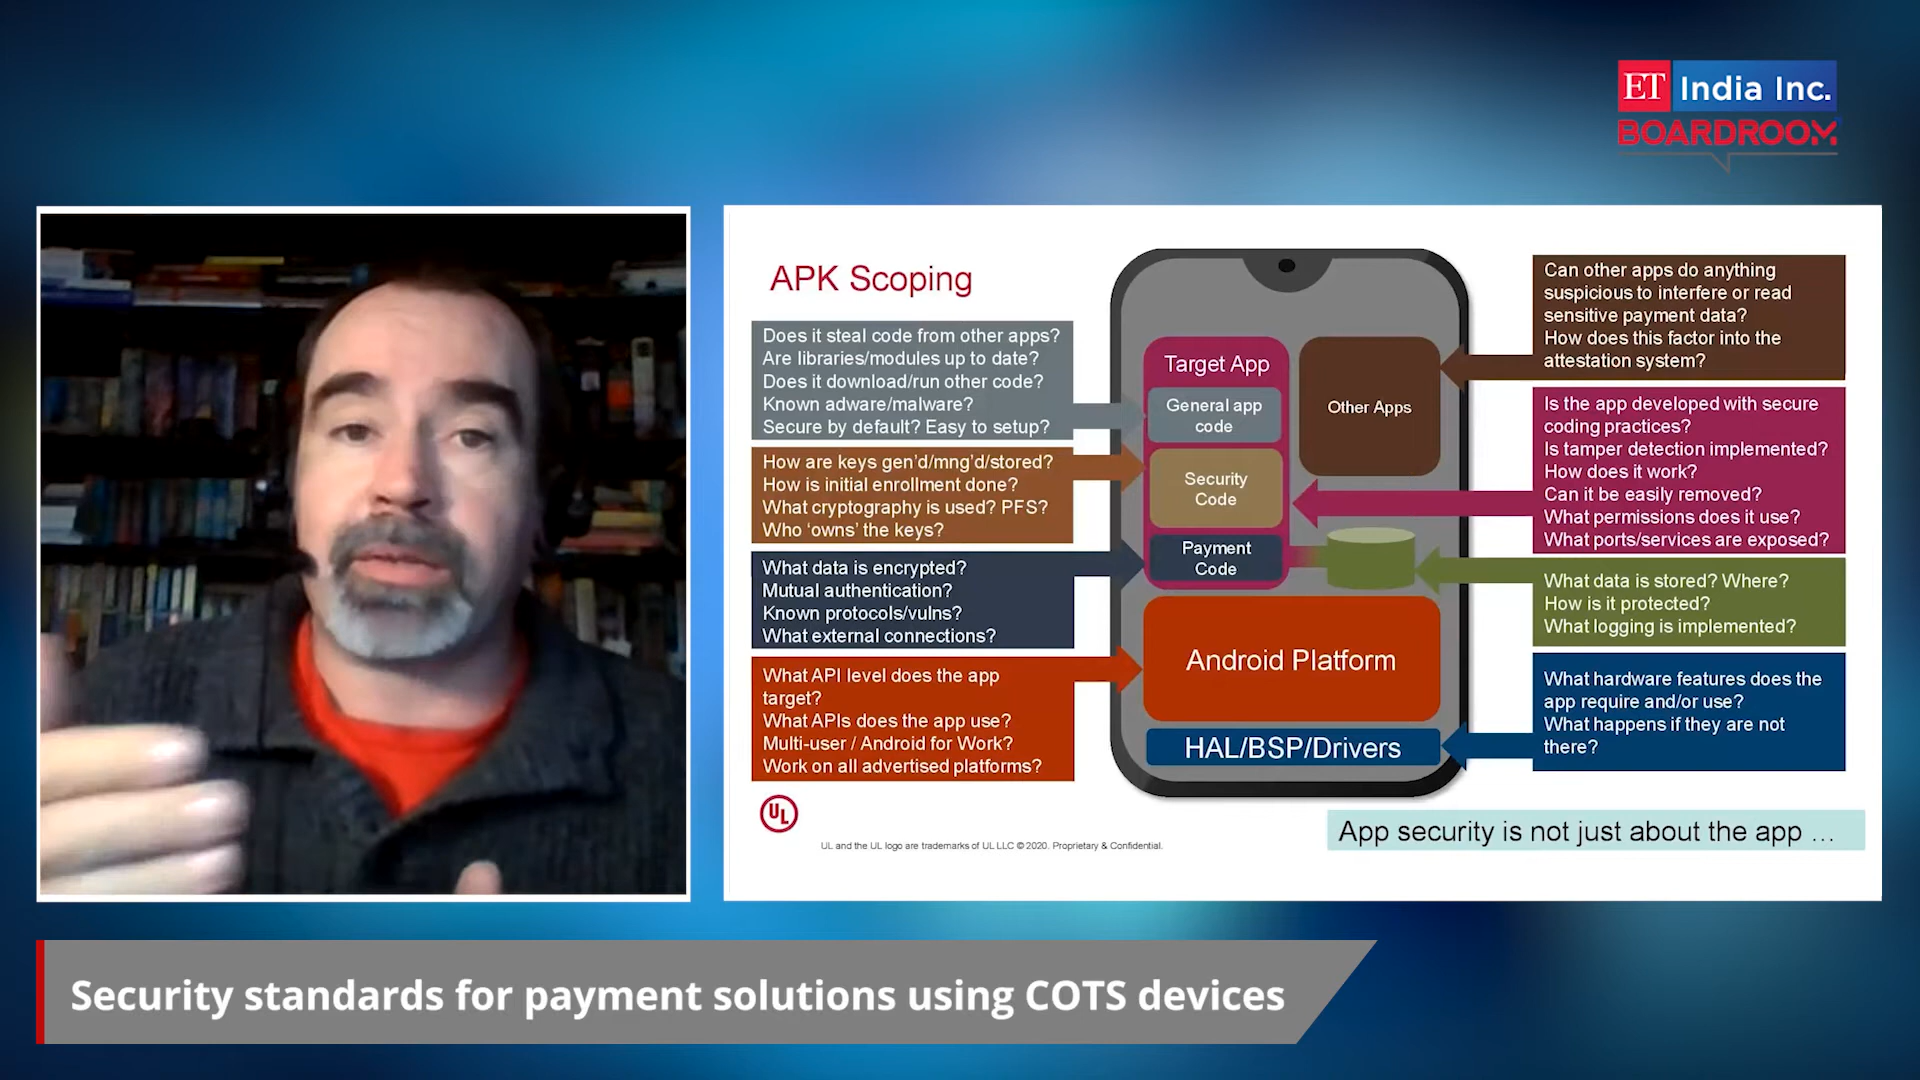 ET India Inc.
BOARDROOM
APK Scoping
Does it steal code from other apps?
Are libraries/modules up to date?
Does it download/run other code?
Known adware/malware?
Secure by default? Easy to setup?
How are keys gen’d/mng’d/stored?
How is initial enrollment done?
What cryptography is used? PFS?
Who ‘owns’ the keys?
What data is encrypted?
Mutual authentication?
Known protocols/vulns?
What external connections?
What API level does the app
target?
What APIs does the app use?
Multi-user / Android for Work?
Work on all advertised platforms?
Target App
General app
code
Security
Code
Payment
Code
Other Apps
Android Platform
HAL/BSP/Drivers
Can other apps do anything
suspicious to interfere or read
sensitive payment data?
How does this factor into the
attestation system?
Is the app developed with secure
coding practices?
Is tamper detection implemented?
How does it work?
Can it be easily removed?
What permissions does it use?
What ports/services are exposed?
What data is stored? Where?
How is it protected?
What logging is implemented?
What hardware features does the
app require and/or use?
What happens if they are not
there?
UL
UL and the UL logo are trademarks of UL LLC © 2020. Proprietary & Confidential.
App security is not just about the app …
Security standards for payment solutions using COTS devices